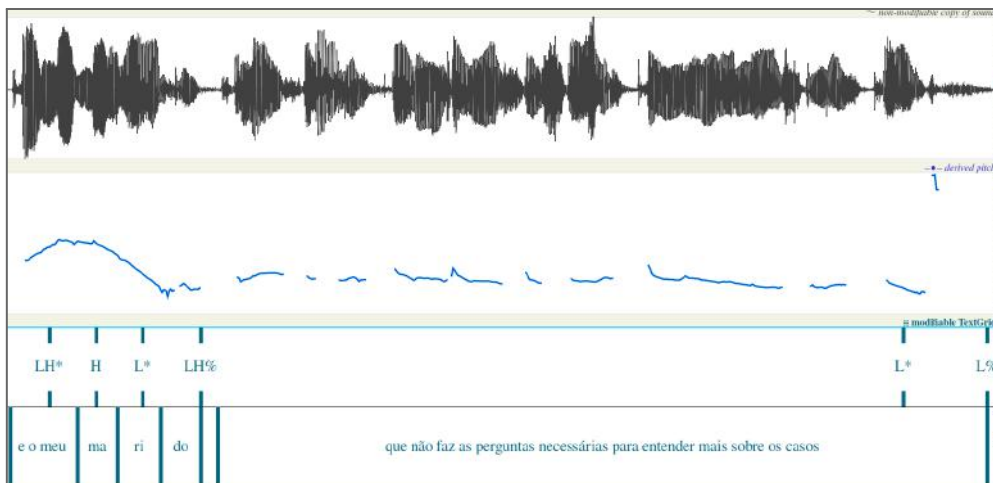 non-modifiable copy of sound
derived pitch
modifiable TextGrid
LH* H L* LH% L* L%
e o meu ma ri do que não faz as perguntas necessárias para entender mais sobre os casos